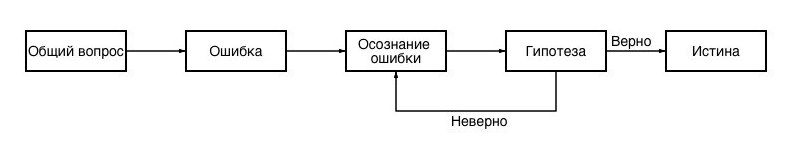 Общий вопрос
Ошибка
Осознание
ошибки
Гипотеза
Верно
Истина
Неверно